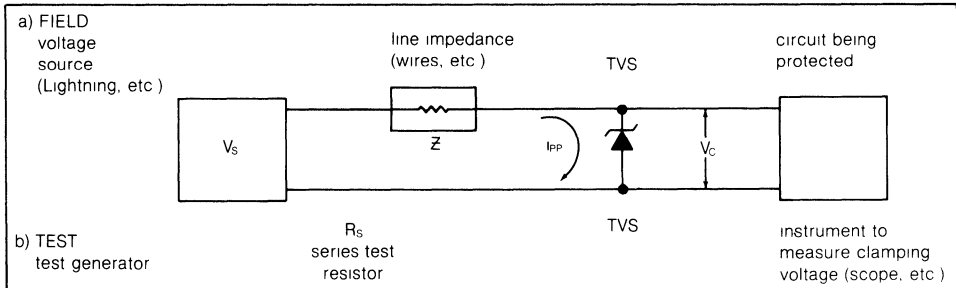 a) FIELD
voltage
source
(Lightning, etc )
line impedance
(wires, etc )
TVS
circuit being
protected
VS
Z
IPP
VC
b) TEST
test generator
RS
series test
resistor
TVS
instrument to
measure clamping
voltage (scope, etc )